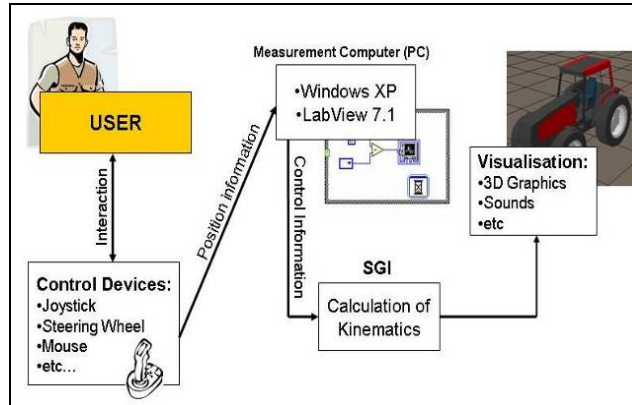 Measurement Computer (PC)
•Windows XP
•LabView 7.1
USER
Interaction
Position information
Control Information
Visualisation:
•3D Graphics
•Sounds
•etc
Control Devices:
•Joystick
•Steering Wheel
•Mouse
•etc...
SGI
Calculation of
Kinematics